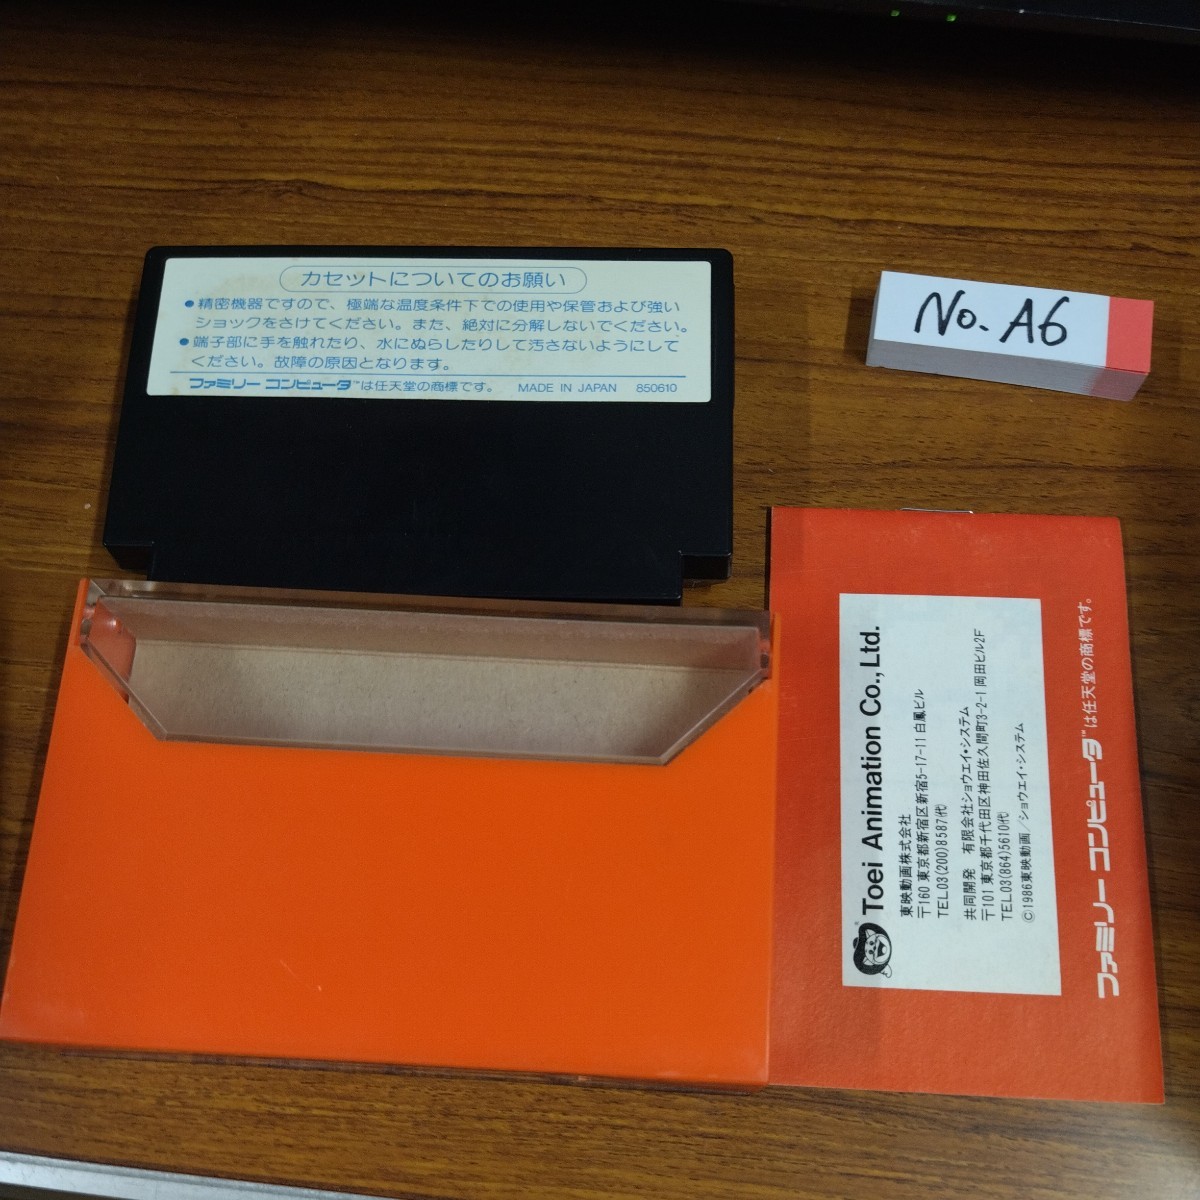 カセットについてのお願い
●精密機器ですので、極端な温度条件下での使用や保管および強い
ショックをさけてください。また、絶対に分解しないでください。
●端子部に手を触れたり、水にぬらしたりして汚さないようにして
ください。故障の原因となります。
ファミリー コンピュータ™は任天堂の商標です。 MADE IN JAPAN 850610
No. A6
Toei Animation Co., Ltd.
東映動画株式会社
〒160 東京都新宿区新宿5-17-11 白鳳ビル
TEL03(200)8587(代)
共同開発 有限会社ショウエイ・システム
〒101 東京都千代田区神田佐久間町3-2-1 岡田ビル2F
TEL03(864)5610(代)
©1986東映動画/ショウエイ・システム
ファミリー コンピュータ™は任天堂の商標です。